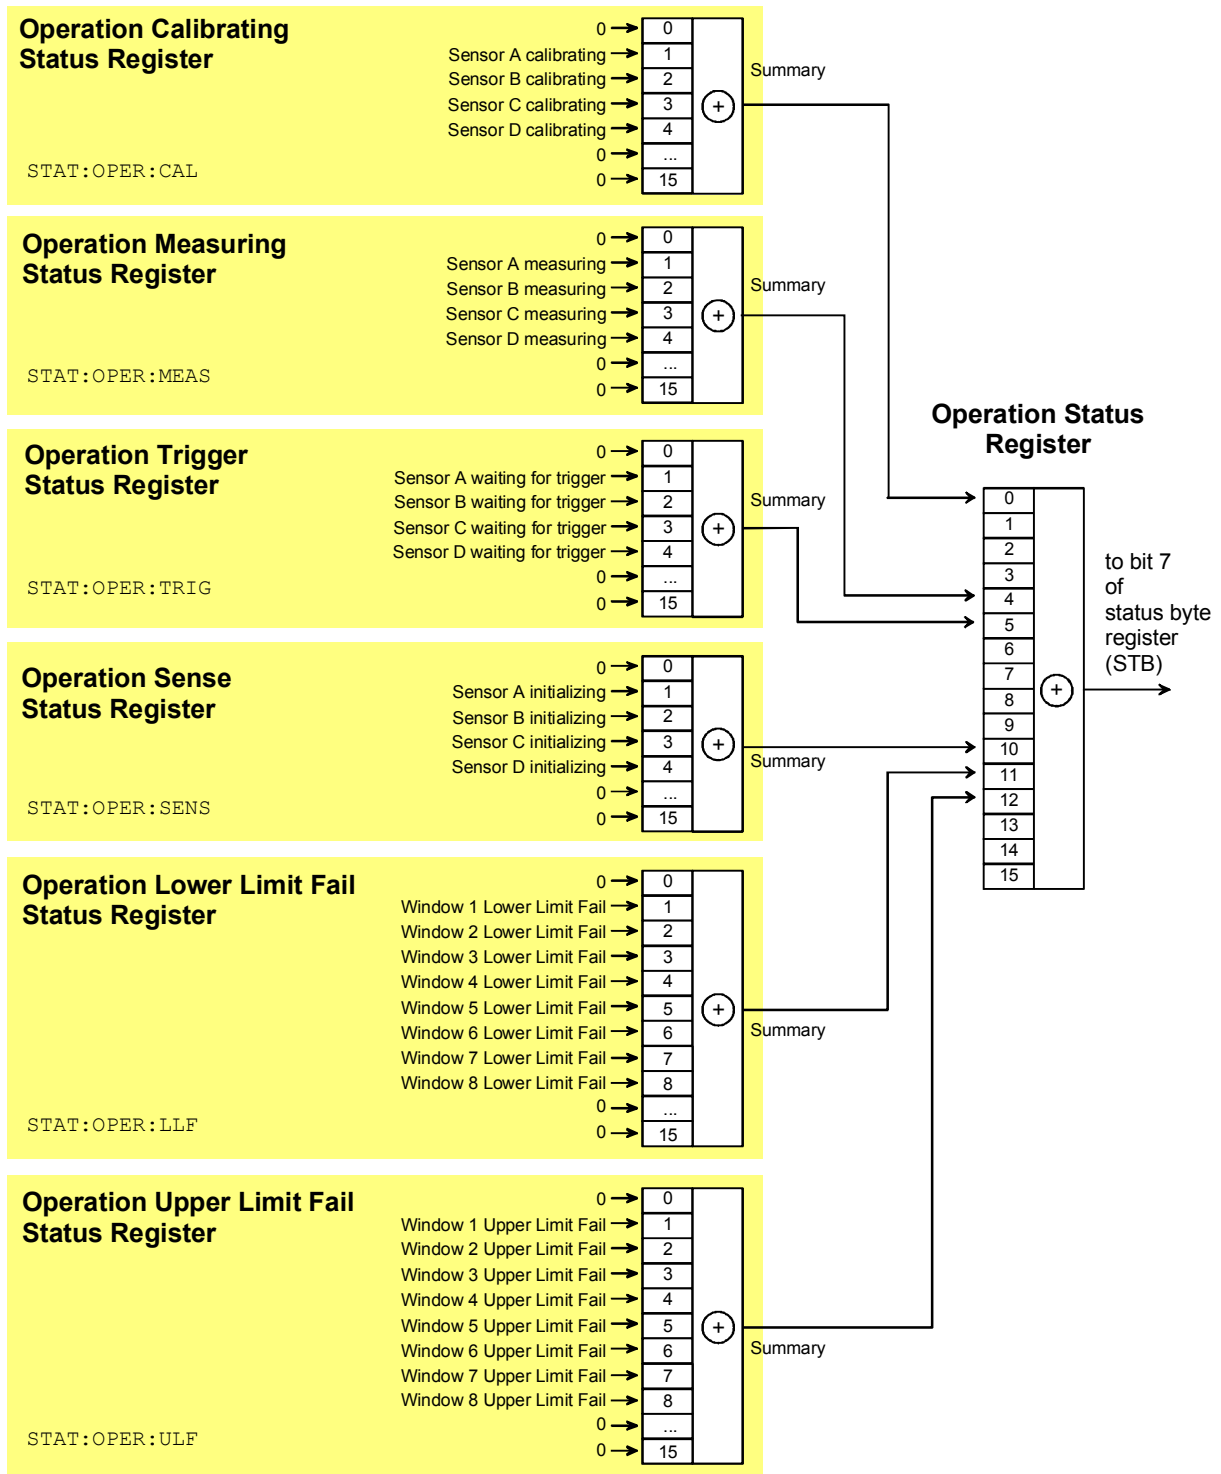 Operation Calibrating
Status Register
STAT:OPER:CAL
0 0
Sensor A calibrating 1
Sensor B calibrating 2
Sensor C calibrating 3
Sensor D calibrating 4
0 ...
0 15
+
Summary
Operation Measuring
Status Register
STAT:OPER:MEAS
0 0
Sensor A measuring 1
Sensor B measuring 2
Sensor C measuring 3
Sensor D measuring 4
0 ...
0 15
+
Summary
Operation Trigger
Status Register
STAT:OPER:TRIG
0 0
Sensor A waiting for trigger 1
Sensor B waiting for trigger 2
Sensor C waiting for trigger 3
Sensor D waiting for trigger 4
0 ...
0 15
+
Summary
Operation Sense
Status Register
STAT:OPER:SENS
0 0
Sensor A initializing 1
Sensor B initializing 2
Sensor C initializing 3
Sensor D initializing 4
0 ...
0 15
+
Summary
Operation Lower Limit Fail
Status Register
STAT:OPER:LLF
0 0
Window 1 Lower Limit Fail 1
Window 2 Lower Limit Fail 2
Window 3 Lower Limit Fail 3
Window 4 Lower Limit Fail 4
Window 5 Lower Limit Fail 5
Window 6 Lower Limit Fail 6
Window 7 Lower Limit Fail 7
Window 8 Lower Limit Fail 8
0 ...
0 15
+
Summary
Operation Upper Limit Fail
Status Register
STAT:OPER:ULF
0 0
Window 1 Upper Limit Fail 1
Window 2 Upper Limit Fail 2
Window 3 Upper Limit Fail 3
Window 4 Upper Limit Fail 4
Window 5 Upper Limit Fail 5
Window 6 Upper Limit Fail 6
Window 7 Upper Limit Fail 7
Window 8 Upper Limit Fail 8
0 ...
0 15
+
Summary
Operation Status
Register
0
1
2
3
4
5
6
7
8
9
10
11
12
13
14
15
+
to bit 7
of
status byte
register
(STB)